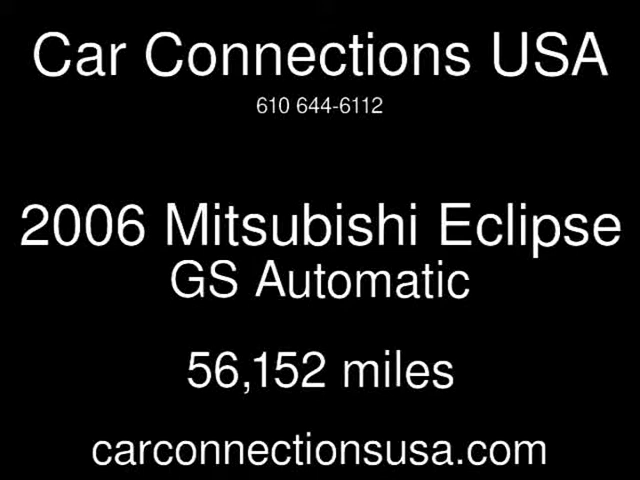 Car Connections USA
610 644-6112
2006 Mitsubishi Eclipse
GS Automatic
56,152 miles
carconnectionsusa.com